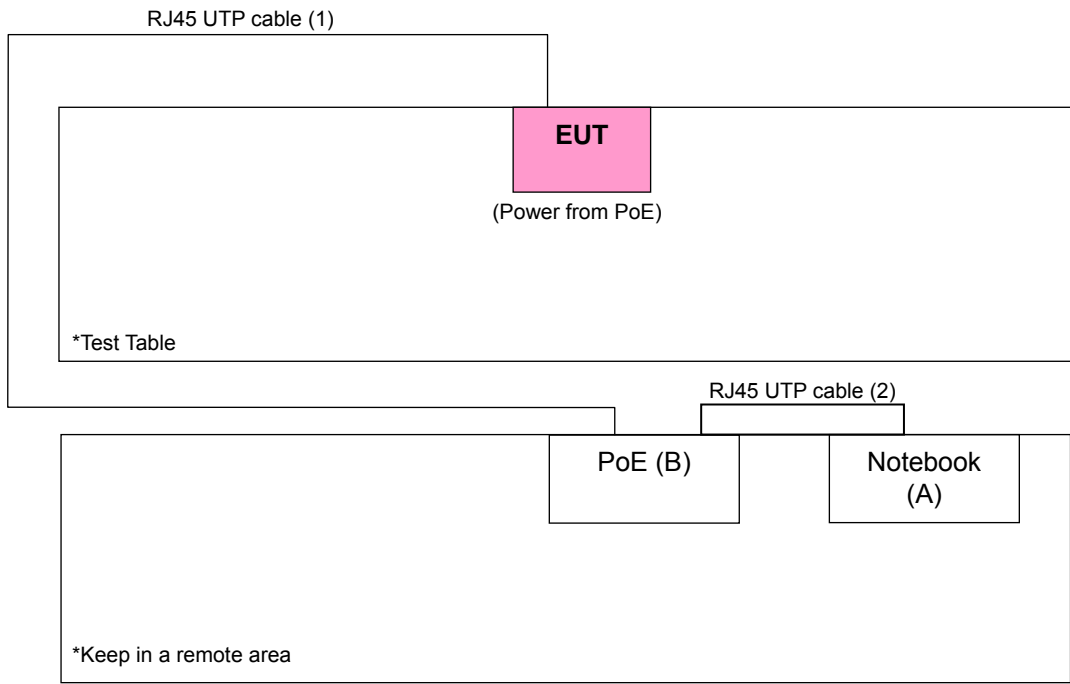 RJ45 UTP cable (1)
EUT
(Power from PoE)
*Test Table
RJ45 UTP cable (2)
PoE (B)
Notebook
(A)
*Keep in a remote area